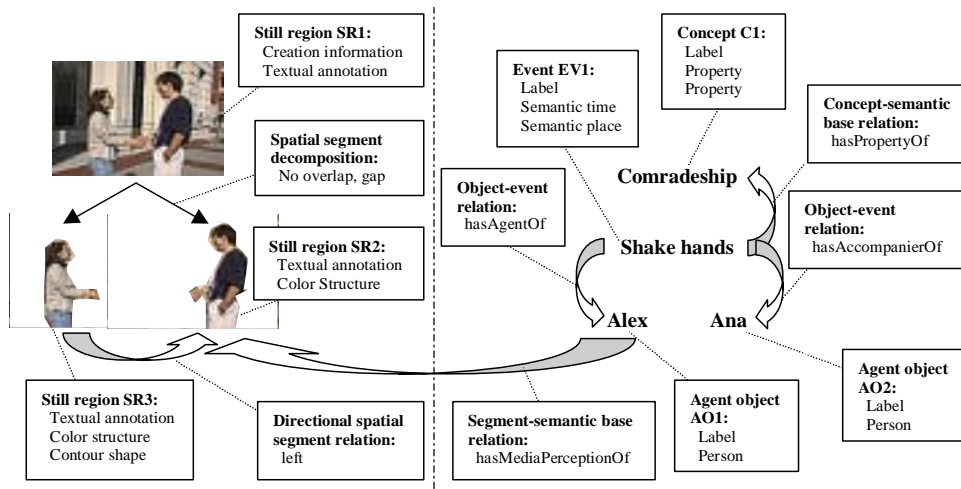 Still region SR1:
Creation information
Textual annotation
Spatial segment
decomposition:
No overlap, gap
Still region SR2:
Textual annotation
Color Structure
Still region SR3:
Textual annotation
Color structure
Contour shape
Directional spatial
segment relation:
left
Event EV1:
Label
Semantic time
Semantic place
Concept C1:
Label
Property
Property
Concept-semantic
base relation:
hasPropertyOf
Object-event
relation:
hasAgentOf
Comradeship
Object-event
relation:
hasAccompanierOf
Shake hands
Alex
Ana
Segment-semantic base
relation:
hasMediaPerceptionOf
Agent object
AO1:
Label
Person
Agent object
AO2:
Label
Person